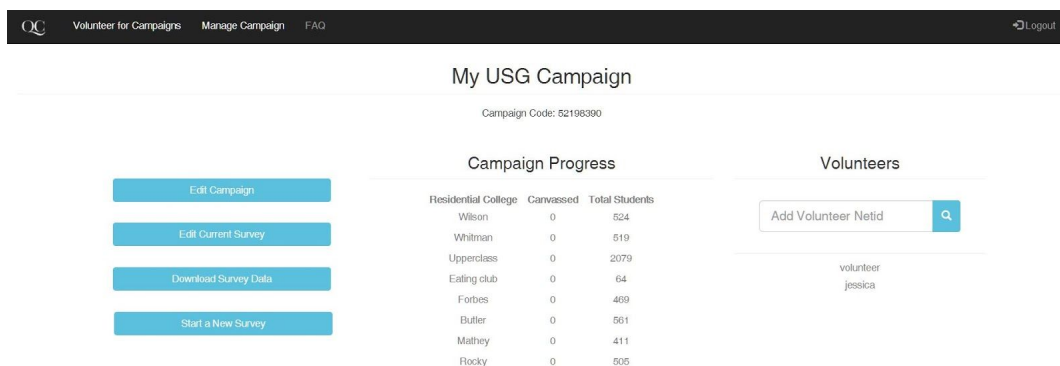 QC Volunteer for Campaigns Manage Campaign FAQ Logout
My USG Campaign
Campaign Code: 52198390
Edit Campaign
Edit Current Survey
Download Survey Data
Start a New Survey
Campaign Progress
Residential College Canvassed Total Students
Wilson 0 524
Whitman 0 519
Upperclass 0 2079
Eating club 0 64
Forbes 0 469
Butler 0 561
Mathey 0 411
Rocky 0 505
Volunteers
Add Volunteer Netid
volunteer
jessica